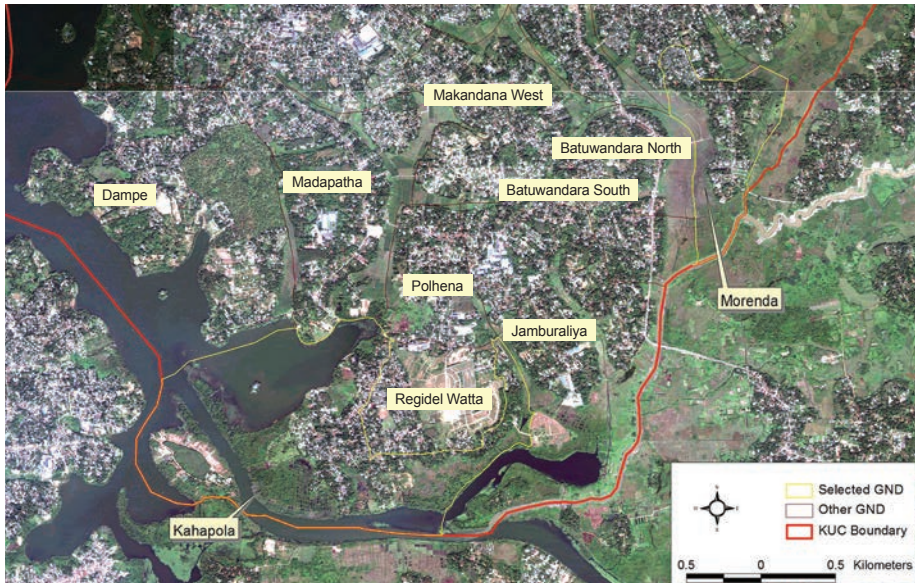 Makandana West
Batuwandara North
Madapatha
Batuwandara South
Dampe
Polhena
Morenda
Jamburaliya
Regidel Watta
Kahapola
Selected GND
Other GND
KUC Boundary
0.5 0 0.5 Kilometers